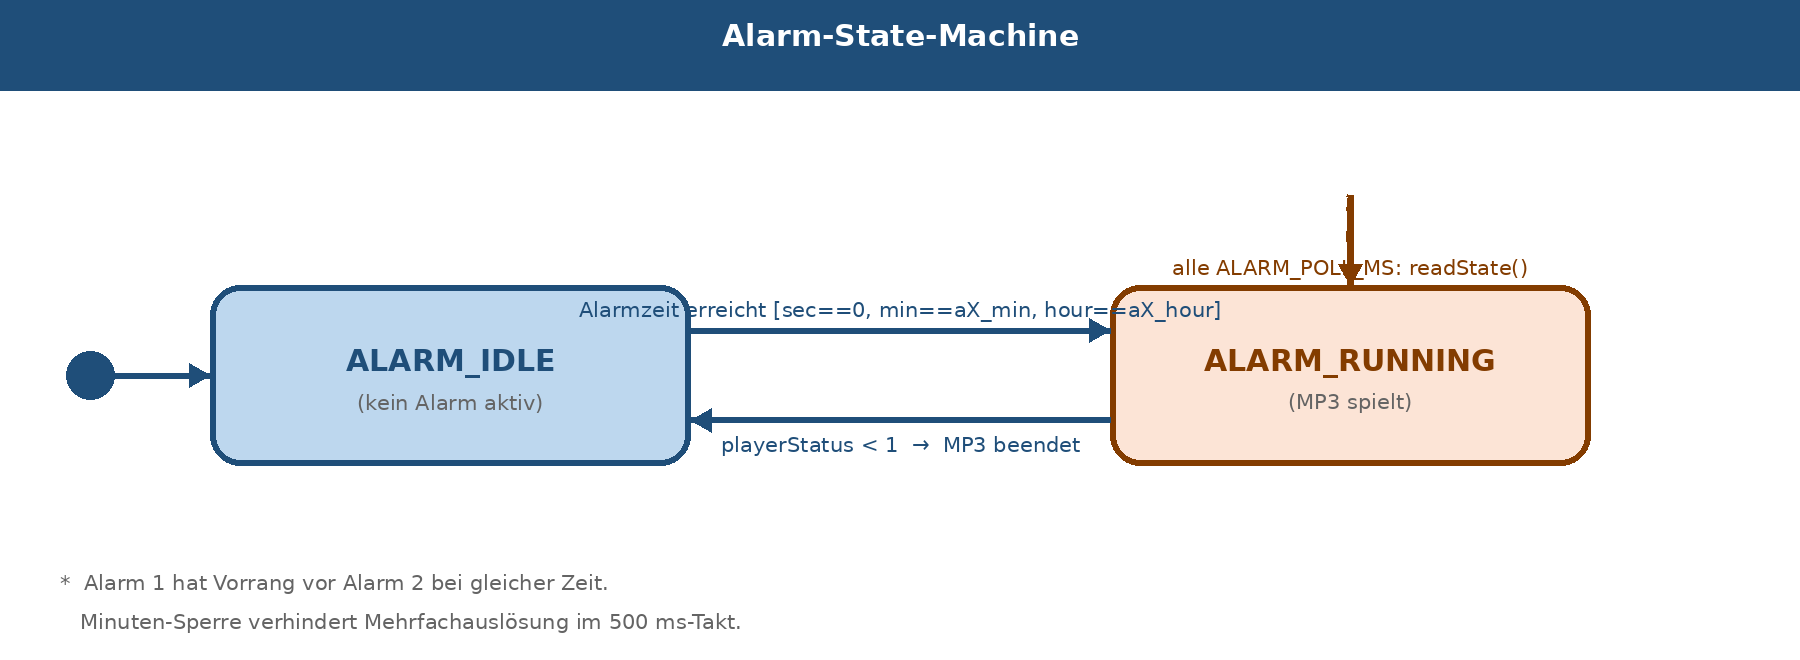 Alarm-State-Machine
alle ALARM_POLL_MS: readState()
Alarmzeit erreicht [sec==0, min==aX_min, hour==aX_hour]
ALARM_IDLE
(kein Alarm aktiv)
ALARM_RUNNING
(MP3 spielt)
playerStatus < 1 → MP3 beendet
* Alarm 1 hat Vorrang vor Alarm 2 bei gleicher Zeit.
Minuten-Sperre verhindert Mehrfachauslösung im 500 ms-Takt.